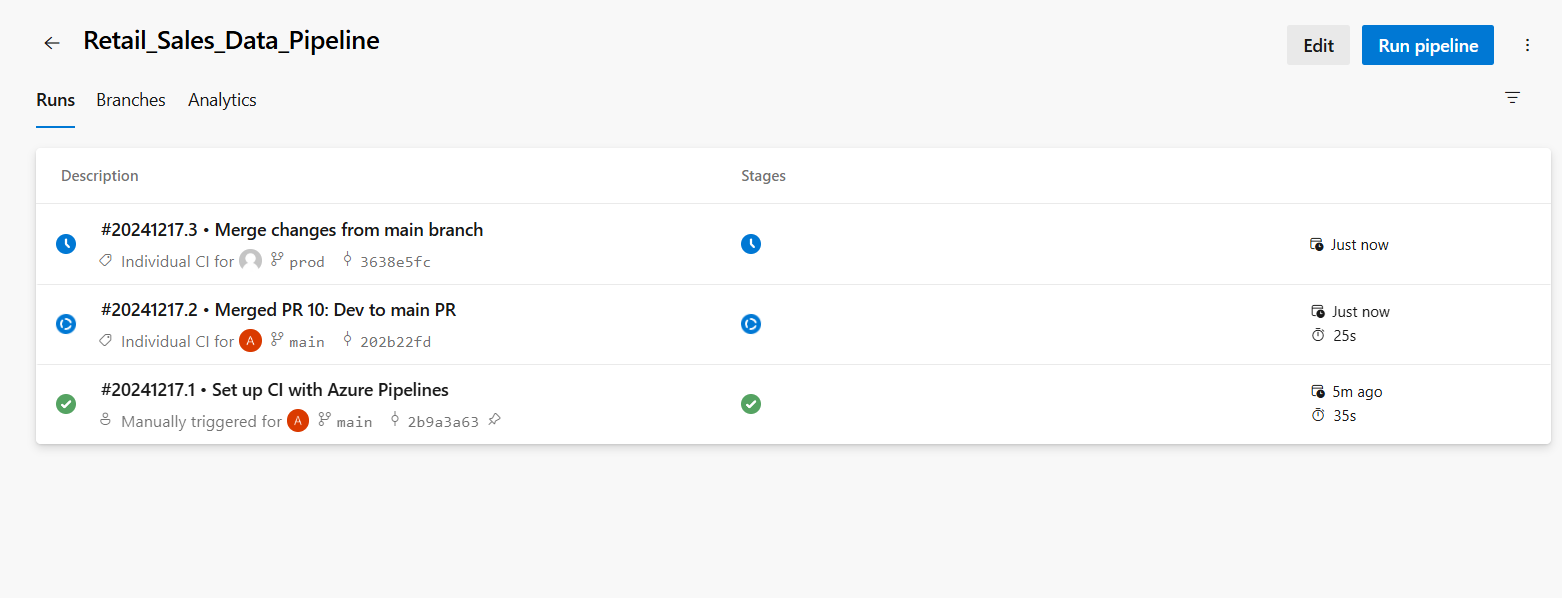 Retail_Sales_Data_Pipeline
Edit
Run pipeline
Runs
Branches
Analytics
Description
Stages
#20241217.3 • Merge changes from main branch
Individual CI for prod 3638e5fc
Just now
#20241217.2 • Merged PR 10: Dev to main PR
Individual CI for A main 202b22fd
Just now
25s
#20241217.1 • Set up CI with Azure Pipelines
Manually triggered for A main 2b9a3a63
5m ago
35s